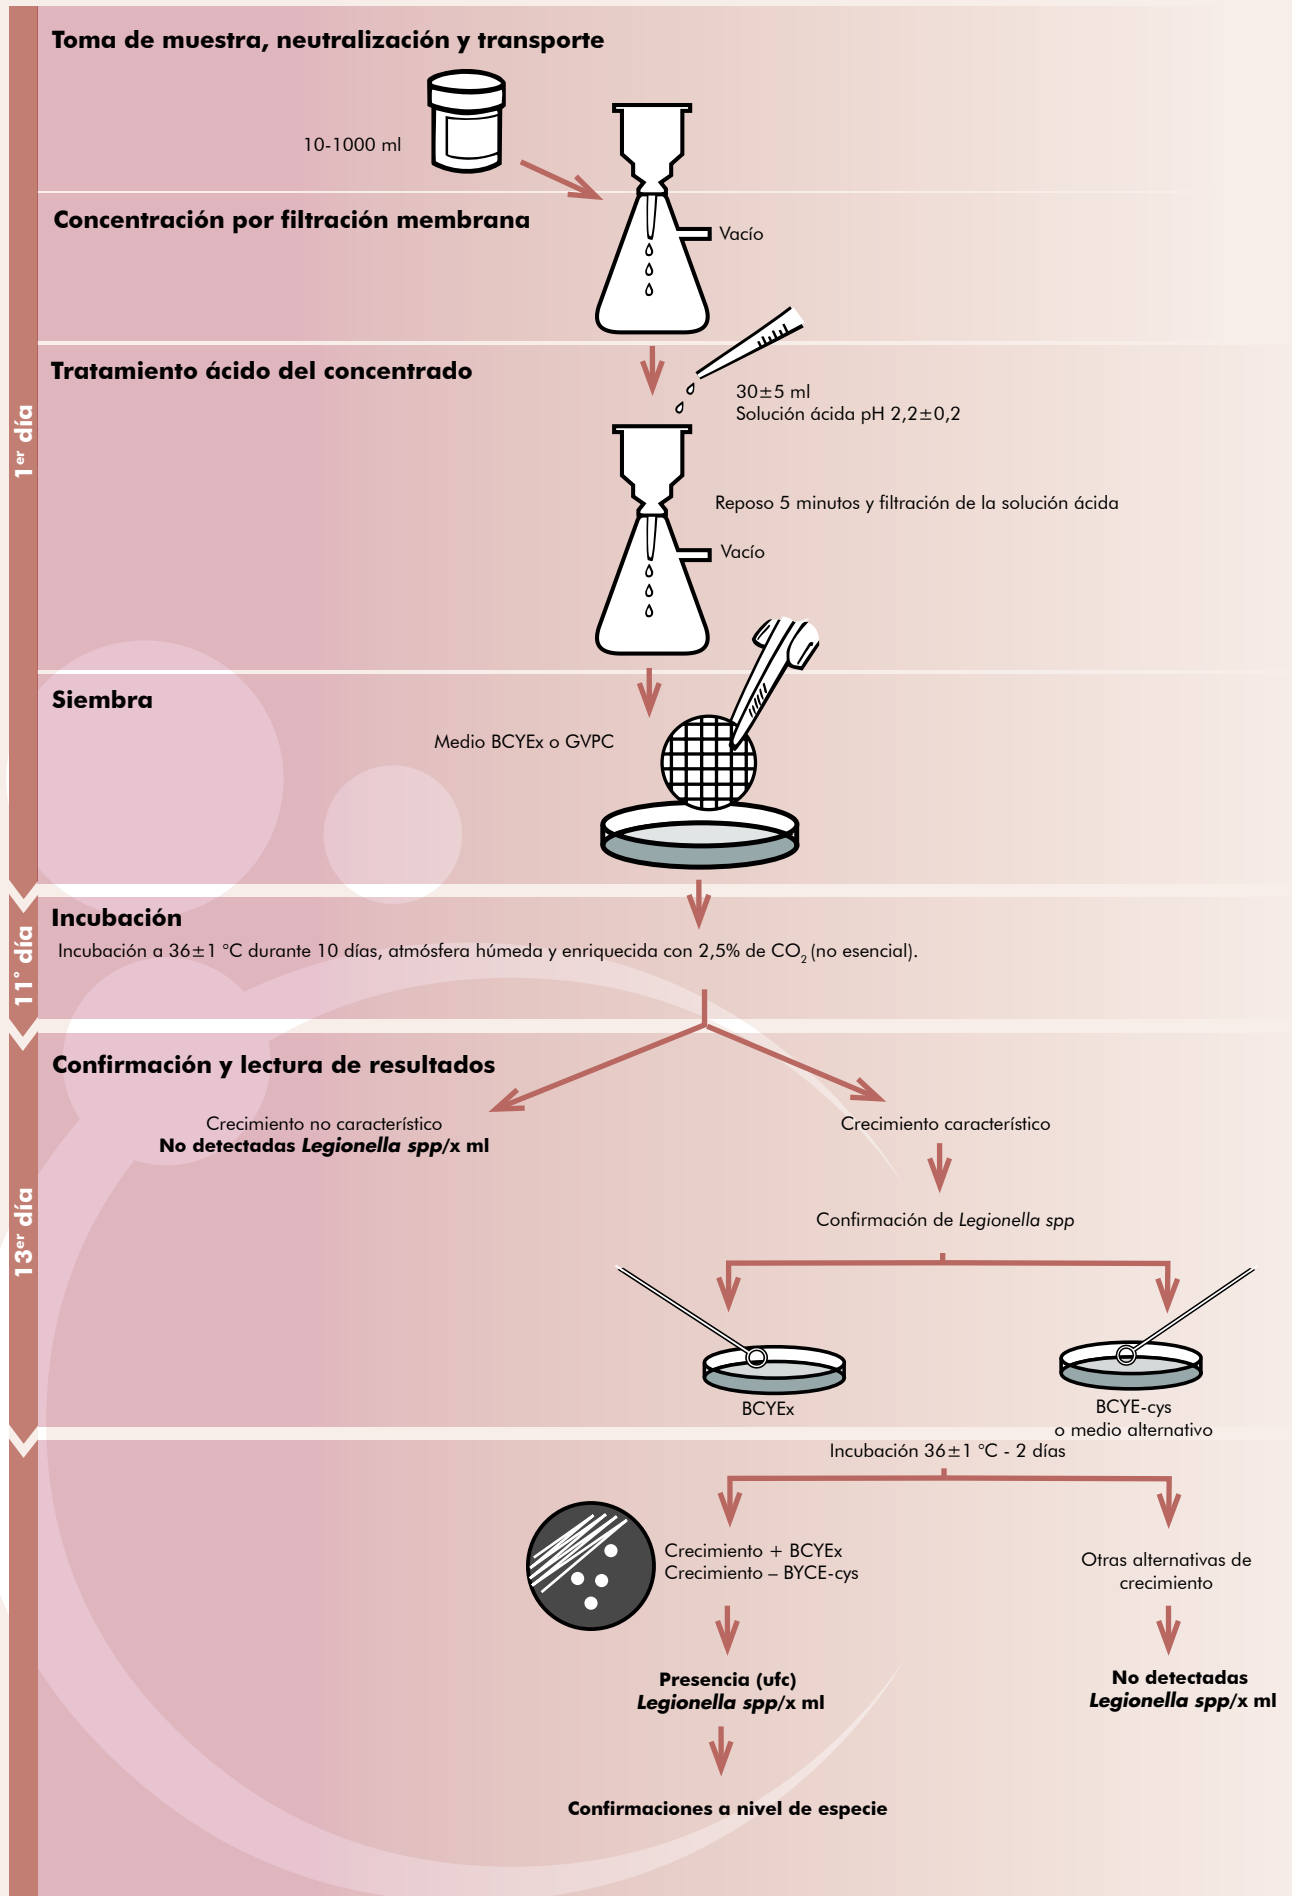 Toma de muestra, neutralización y transporte
10-1000 ml
Concentración por filtración membrana
Vacío
Tratamiento ácido del concentrado
30±5 ml
Solución ácida pH 2,2±0,2
1er día
Reposo 5 minutos y filtración de la solución ácida
Vacío
Siembra
Medio BCYEx o GVPC
11° día
Incubación
Incubación a 36±1 °C durante 10 días, atmósfera húmeda y enriquecida con 2,5% de CO2 (no esencial).
Confirmación y lectura de resultados
Crecimiento no característico
No detectadas Legionella spp/x ml
Crecimiento característico
13er día
Confirmación de Legionella spp
BCYEx
BCYE-cys
o medio alternativo
Incubación 36±1 °C - 2 días
Crecimiento + BCYEx
Crecimiento – BYCE-cys
Otras alternativas de
crecimiento
Presencia (ufc)
Legionella spp/x ml
No detectadas
Legionella spp/x ml
Confirmaciones a nivel de especie